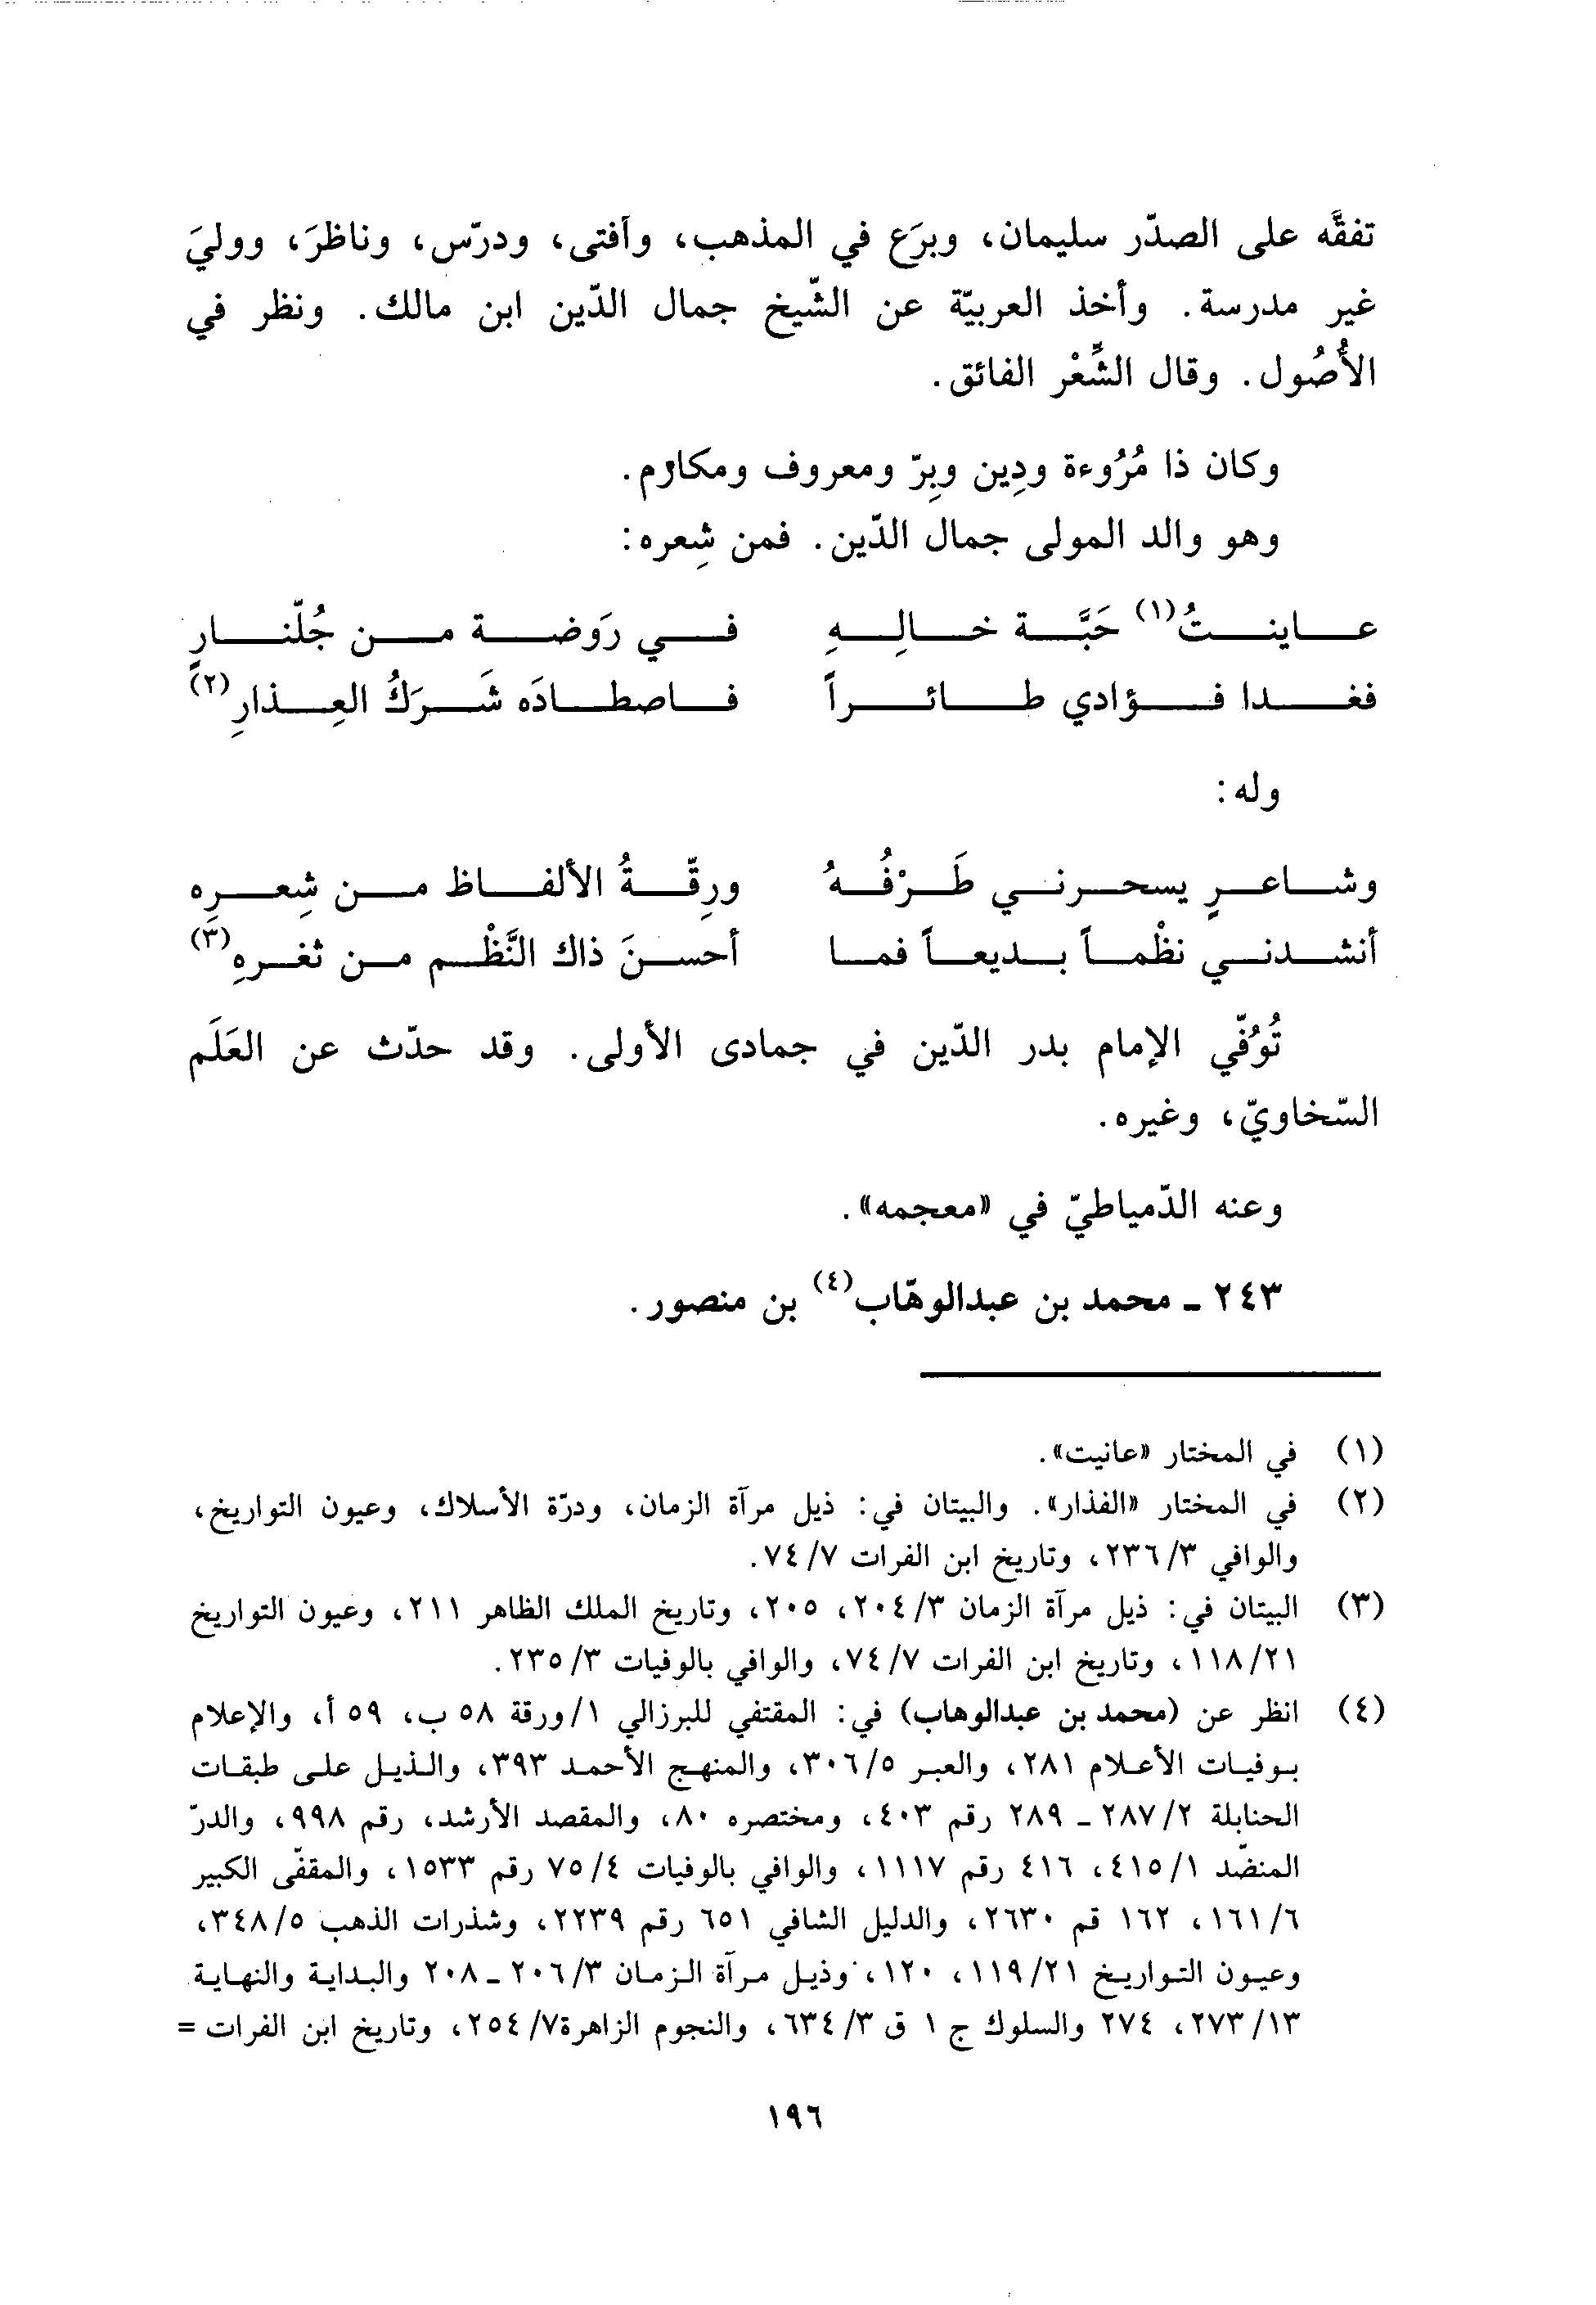 تفقَّه على الصدّر سليمان، وبرَع في المذهب، وأفتى، ودرّس، وناظرَ، ووليَ
غير مدرسة. وأخذ العربيّة عن الشّيخ جمال الدّين ابن مالك. ونظر في
الأُصُول. وقال الشِّعْر الفائق.
وكان ذا مُرُوءة ودِين وبِرّ ومعروف ومكارم.
وهو والد المولى جمال الدّين. فمن شِعره:
عاينتُ(١) حَبَّة خالِهِ في رَوضة من جُلّنارِ
فغدا فؤادي طائراً فاصطادَه شَرَكُ العِذارِ(٢)
وله:
وشاعرٍ يسحرني طَرْفُهُ ورِقّةُ الألفاظ من شِعرِه
أنشدني نظْماً بديعاً فما أحسنَ ذاك النَّظْم من ثغرهِ(٣)
تُوُفّي الإمام بدر الدّين في جمادى الأولى. وقد حدّث عن العَلَم
السّخاويّ، وغيره.
وعنه الدّمياطيّ في «معجمه».
٢٤٣ ـ محمد بن عبدالوهّاب(٤) بن منصور.
(١) في المختار «عانيت».
(٢) في المختار «الفذار». والبيتان في: ذيل مرآة الزمان، ودرّة الأسلاك، وعيون التواريخ،
والوافي ٢٣٦/٣، وتاريخ ابن الفرات ٧٤/٧.
(٣) البيتان في: ذيل مرآة الزمان ٢٠٤/٣، ٢٠٥، وتاريخ الملك الظاهر ٢١١، وعيون التواريخ
١١٨/٢١، وتاريخ ابن الفرات ٧٤/٧، والوافي بالوفيات ٢٣٥/٣.
(٤) انظر عن (محمد بن عبدالوهاب) في: المقتفي للبرزالي ١/ورقة ٥٨ ب، ٥٩ أ، والإعلام
بوفيات الأعلام ٢٨١، والعبر ٣٠٦/٥، والمنهج الأحمد ٣٩٣، والذيل على طبقات
الحنابلة ٢٨٧/٢ ـ ٢٨٩ رقم ٤٠٣، ومختصره ٨٠، والمقصد الأرشد، رقم ٩٩٨، والدرّ
المنضّد ٤١٥/١، ٤١٦ رقم ١١١٧، والوافي بالوفيات ٧٥/٤ رقم ١٥٣٣، والمقفّى الكبير
١٦١/٦، ١٦٢ قم ٢٦٣٠، والدليل الشافي ٦٥١ رقم ٢٢٣٩، وشذرات الذهب ٣٤٨/٥،
وعيون التواريخ ١١٩/٢١، ١٢٠، وذيل مرآة الزمان ٢٠٦/٣ ـ ٢٠٨ والبداية والنهاية
٢٧٣/١٣، ٢٧٤ والسلوك ج ١ ق ٦٣٤/٣، والنجوم الزاهرة ٢٥٤/٧، وتاريخ ابن الفرات =
١٩٦